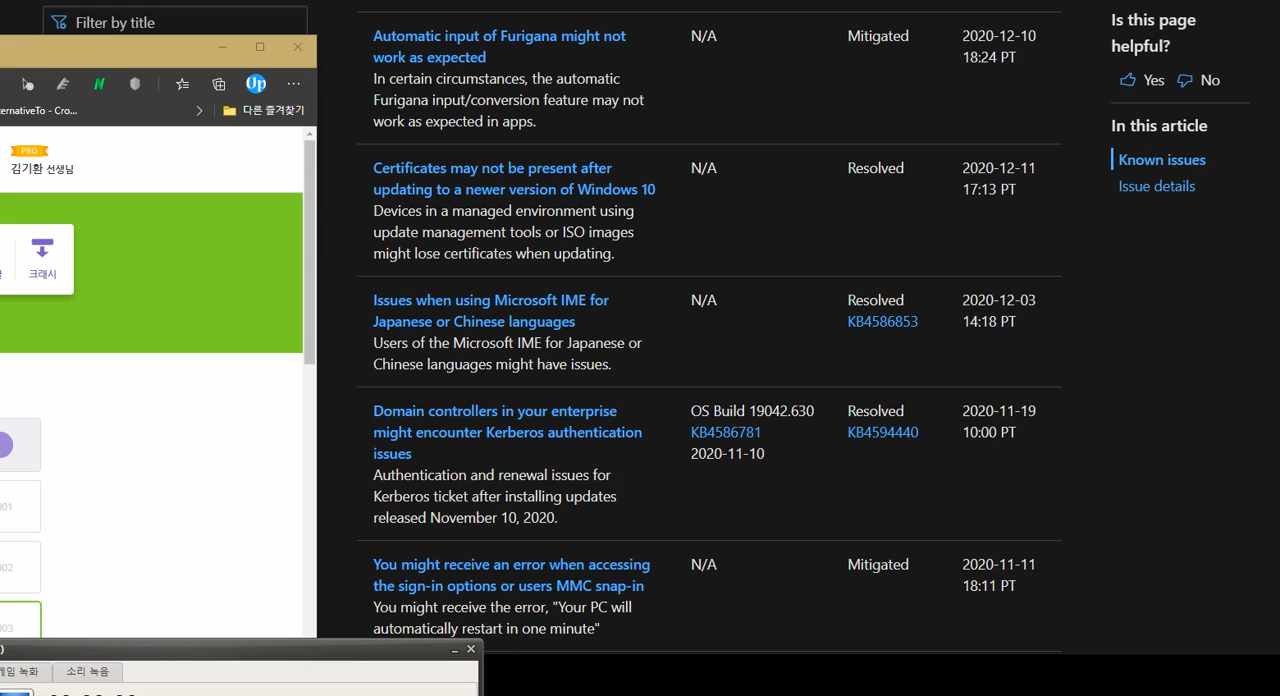 Filter by title
ernativeTo - Cro...
다른 즐겨찾기
PRO
김기환 선생님
크래시
001
002
003
게임 녹화
소리 녹음
Automatic input of Furigana might not
work as expected
In certain circumstances, the automatic
Furigana input/conversion feature may not
work as expected in apps.
N/A
Mitigated
2020-12-10
18:24 PT
Certificates may not be present after
updating to a newer version of Windows 10
Devices in a managed environment using
update management tools or ISO images
might lose certificates when updating.
N/A
Resolved
2020-12-11
17:13 PT
Issues when using Microsoft IME for
Japanese or Chinese languages
Users of the Microsoft IME for Japanese or
Chinese languages might have issues.
N/A
Resolved
KB4586853
2020-12-03
14:18 PT
Domain controllers in your enterprise
might encounter Kerberos authentication
issues
Authentication and renewal issues for
Kerberos ticket after installing updates
released November 10, 2020.
OS Build 19042.630
KB4586781
2020-11-10
Resolved
KB4594440
2020-11-19
10:00 PT
You might receive an error when accessing
the sign-in options or users MMC snap-in
You might receive the error, "Your PC will
automatically restart in one minute"
N/A
Mitigated
2020-11-11
18:11 PT
Is this page
helpful?
Yes
No
In this article
Known issues
Issue details